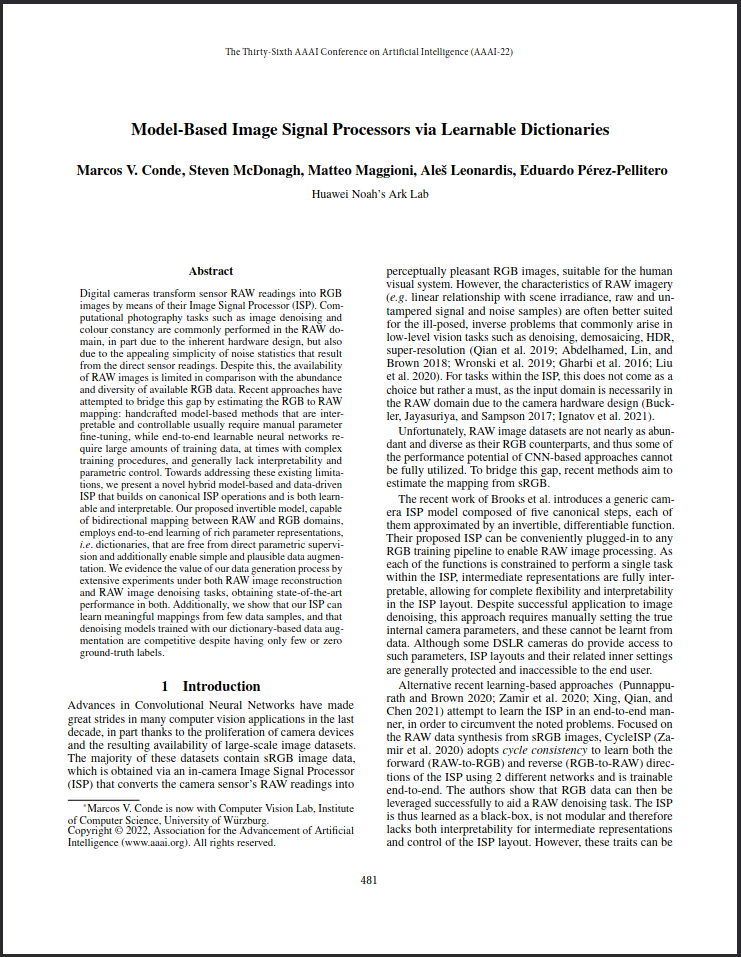 The Thirty-Sixth AAAI Conference on Artificial Intelligence (AAAI-22)
Model-Based Image Signal Processors via Learnable Dictionaries
Marcos V. Conde, Steven McDonagh, Matteo Maggioni, Aleš Leonardis, Eduardo Pérez-Pellitero
Huawei Noah's Ark Lab
Abstract
Digital cameras transform sensor RAW readings into RGB
images by means of their Image Signal Processor (ISP). Com-
putational photography tasks such as image denoising and
colour constancy are commonly performed in the RAW do-
main, in part due to the inherent hardware design, but also
due to the appealing simplicity of noise statistics that result
from the direct sensor readings. Despite this, the availability
of RAW images is limited in comparison with the abundance
and diversity of available RGB data. Recent approaches have
attempted to bridge this gap by estimating the RGB to RAW
mapping: handcrafted model-based methods that are inter-
pretable and controllable usually require manual parameter
fine-tuning, while end-to-end learnable neural networks re-
quire large amounts of training data, at times with complex
training procedures, and generally lack interpretability and
parametric control. Towards addressing these existing limita-
tions, we present a novel hybrid model-based and data-driven
ISP that builds on canonical ISP operations and is both learn-
able and interpretable. Our proposed invertible model, capable
of bidirectional mapping between RAW and RGB domains,
employs end-to-end learning of rich parameter representations,
i.e. dictionaries, that are free from direct parametric supervi-
sion and additionally enable simple and plausible data augmen-
tation. We evidence the value of our data generation process by
extensive experiments under both RAW image reconstruction
and RAW image denoising tasks, obtaining state-of-the-art
performance in both. Additionally, we show that our ISP can
learn meaningful mappings from few data samples, and that
denoising models trained with our dictionary-based data aug-
mentation are competitive despite having only few or zero
ground-truth labels.
1 Introduction
Advances in Convolutional Neural Networks have made
great strides in many computer vision applications in the last
decade, in part thanks to the proliferation of camera devices
and the resulting availability of large-scale image datasets.
The majority of these datasets contain sRGB image data,
which is obtained via an in-camera Image Signal Processor
(ISP) that converts the camera sensor's RAW readings into
*Marcos V. Conde is now with Computer Vision Lab, Institute
of Computer Science, University of Würzburg.
Copyright © 2022, Association for the Advancement of Artificial
Intelligence (www.aaai.org). All rights reserved.
perceptually pleasant RGB images, suitable for the human
visual system. However, the characteristics of RAW imagery
(e.g. linear relationship with scene irradiance, raw and un-
tampered signal and noise samples) are often better suited
for the ill-posed, inverse problems that commonly arise in
low-level vision tasks such as denoising, demosaicing, HDR,
super-resolution (Qian et al. 2019; Abdelhamed, Lin, and
Brown 2018; Wronski et al. 2019; Gharbi et al. 2016; Liu
et al. 2020). For tasks within the ISP, this does not come as a
choice but rather a must, as the input domain is necessarily in
the RAW domain due to the camera hardware design (Buck-
ler, Jayasuriya, and Sampson 2017; Ignatov et al. 2021).
Unfortunately, RAW image datasets are not nearly as abun-
dant and diverse as their RGB counterparts, and thus some of
the performance potential of CNN-based approaches cannot
be fully utilized. To bridge this gap, recent methods aim to
estimate the mapping from sRGB.
The recent work of Brooks et al. introduces a generic cam-
era ISP model composed of five canonical steps, each of
them approximated by an invertible, differentiable function.
Their proposed ISP can be conveniently plugged-in to any
RGB training pipeline to enable RAW image processing. As
each of the functions is constrained to perform a single task
within the ISP, intermediate representations are fully inter-
pretable, allowing for complete flexibility and interpretability
in the ISP layout. Despite successful application to image
denoising, this approach requires manually setting the true
internal camera parameters, and these cannot be learnt from
data. Although some DSLR cameras do provide access to
such parameters, ISP layouts and their related inner settings
are generally protected and inaccessible to the end user.
Alternative recent learning-based approaches (Punnappu-
rath and Brown 2020; Zamir et al. 2020; Xing, Qian, and
Chen 2021) attempt to learn the ISP in an end-to-end man-
ner, in order to circumvent the noted problems. Focused on
the RAW data synthesis from sRGB images, CycleISP (Za-
mir et al. 2020) adopts cycle consistency to learn both the
forward (RAW-to-RGB) and reverse (RGB-to-RAW) direc-
tions of the ISP using 2 different networks and is trainable
end-to-end. The authors show that RGB data can then be
leveraged successfully to aid a RAW denoising task. The ISP
is thus learned as a black-box, is not modular and therefore
lacks both interpretability for intermediate representations
and control of the ISP layout. However, these traits can be
481